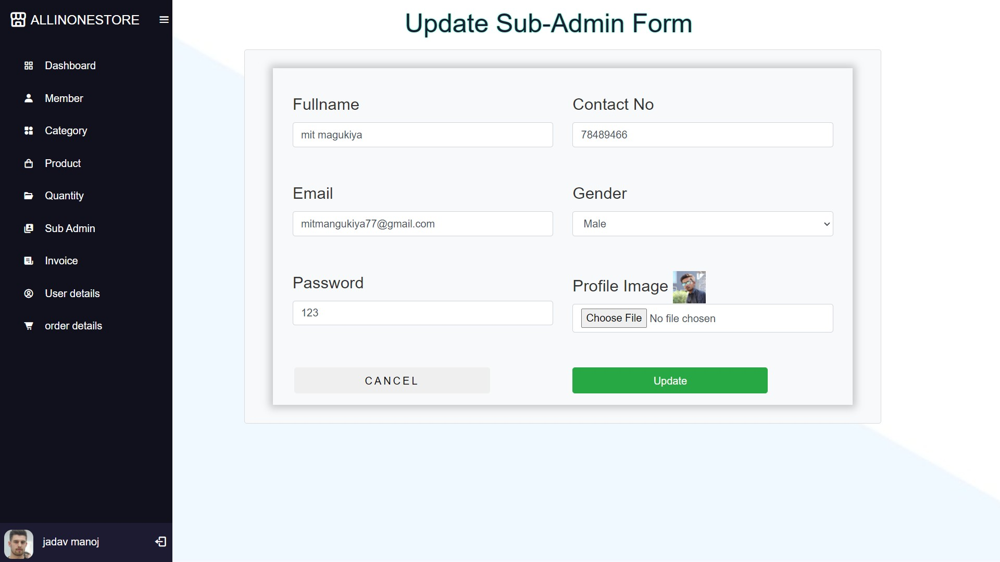 ALLINONESTORE
Dashboard
Member
Category
Product
Quantity
Sub Admin
Invoice
User details
order details
jadav manoj
Update Sub-Admin Form
Fullname
mit magukiya
Contact No
78489466
Email
mitmangukiya77@gmail.com
Gender
Male
Password
123
Profile Image
Choose File No file chosen
CANCEL
Update